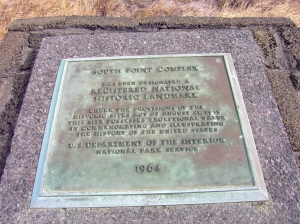 SOUTH POINT COMPLEX
HAS BEEN DESIGNATED A
REGISTERED NATIONAL
HISTORIC LANDMARK
UNDER THE PROVISIONS OF THE
HISTORIC SITES ACT OF AUGUST 21, 1935
THIS SITE POSSESSES EXCEPTIONAL VALUE
IN COMMEMORATING AND ILLUSTRATING
THE HISTORY OF THE UNITED STATES
U.S. DEPARTMENT OF THE INTERIOR
NATIONAL PARK SERVICE
1964